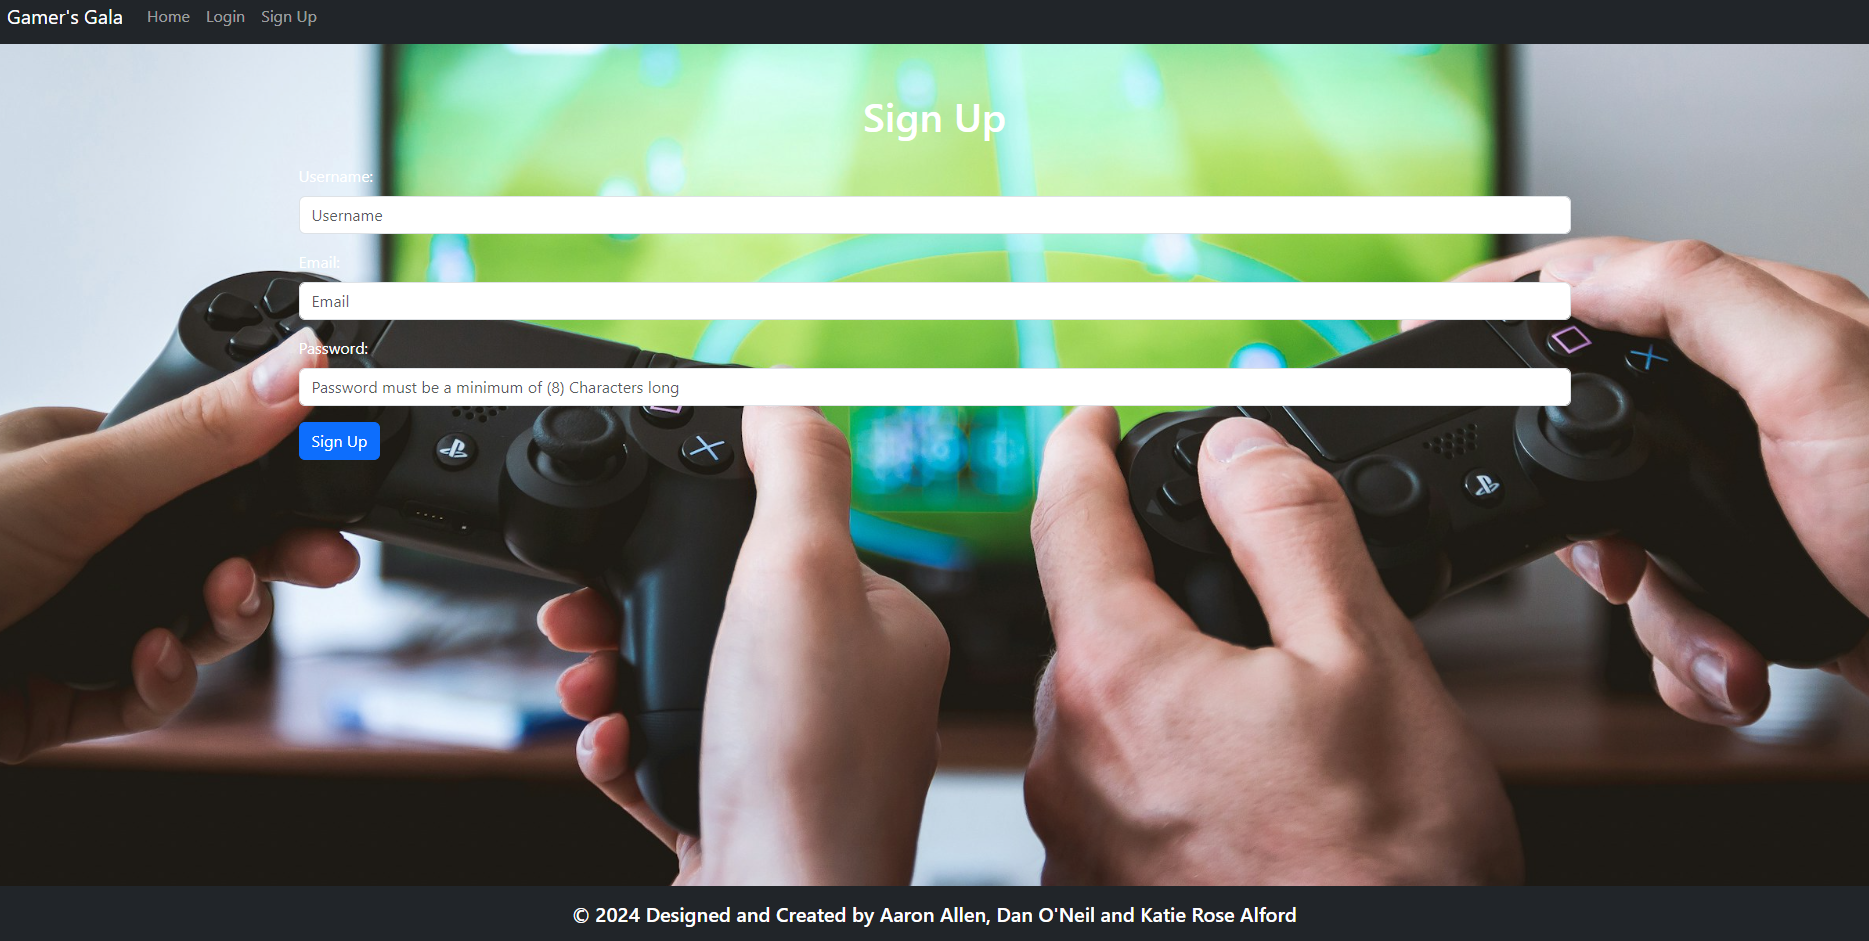 Gamer's Gala Home Login Sign Up
Sign Up
Username:
Username
Email:
Email
Password:
Password must be a minimum of (8) Characters long
Sign Up
© 2024 Designed and Created by Aaron Allen, Dan O'Neil and Katie Rose Alford